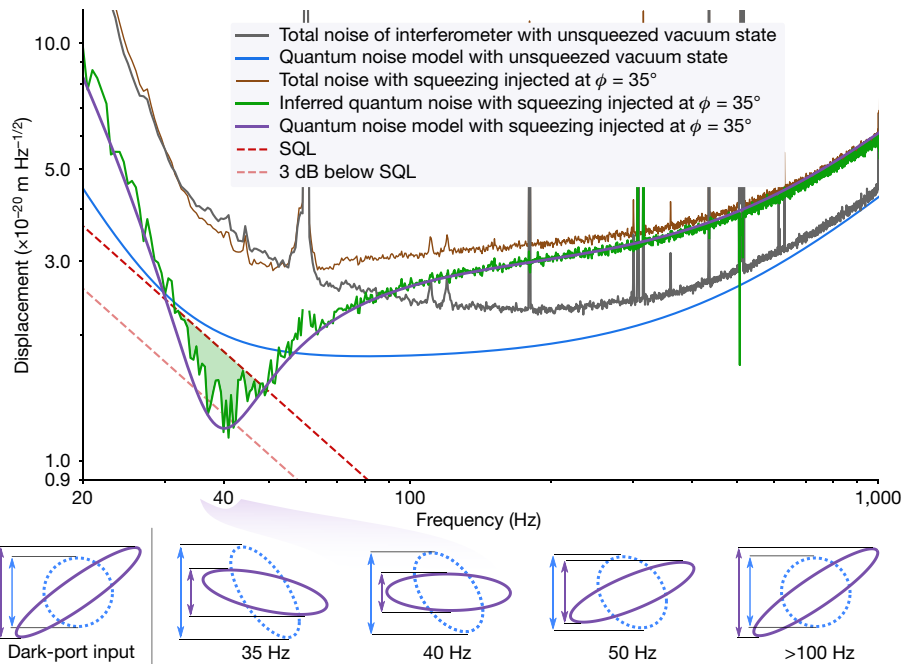 10.0
5.0
3.0
1.0
0.9
Displacement (×10⁻²⁰ m Hz⁻¹/²)
Total noise of interferometer with unsqueezed vacuum state
Quantum noise model with unsqueezed vacuum state
Total noise with squeezing injected at ϕ = 35°
Inferred quantum noise with squeezing injected at ϕ = 35°
Quantum noise model with squeezing injected at ϕ = 35°
SQL
3 dB below SQL
20 40 100 1,000
Frequency (Hz)
Dark-port input 35 Hz 40 Hz 50 Hz >100 Hz